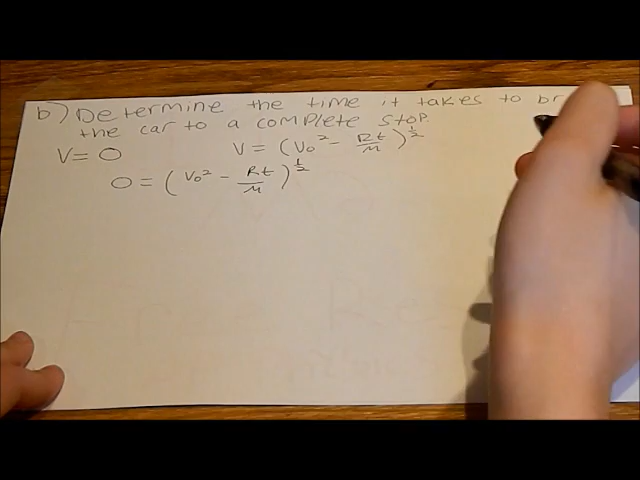 b) Determine the time it takes to br
the car to a complete stop.
V = 0 V = (V₀² - Rt/M)^½
0 = (V₀² - Rt/M)^½